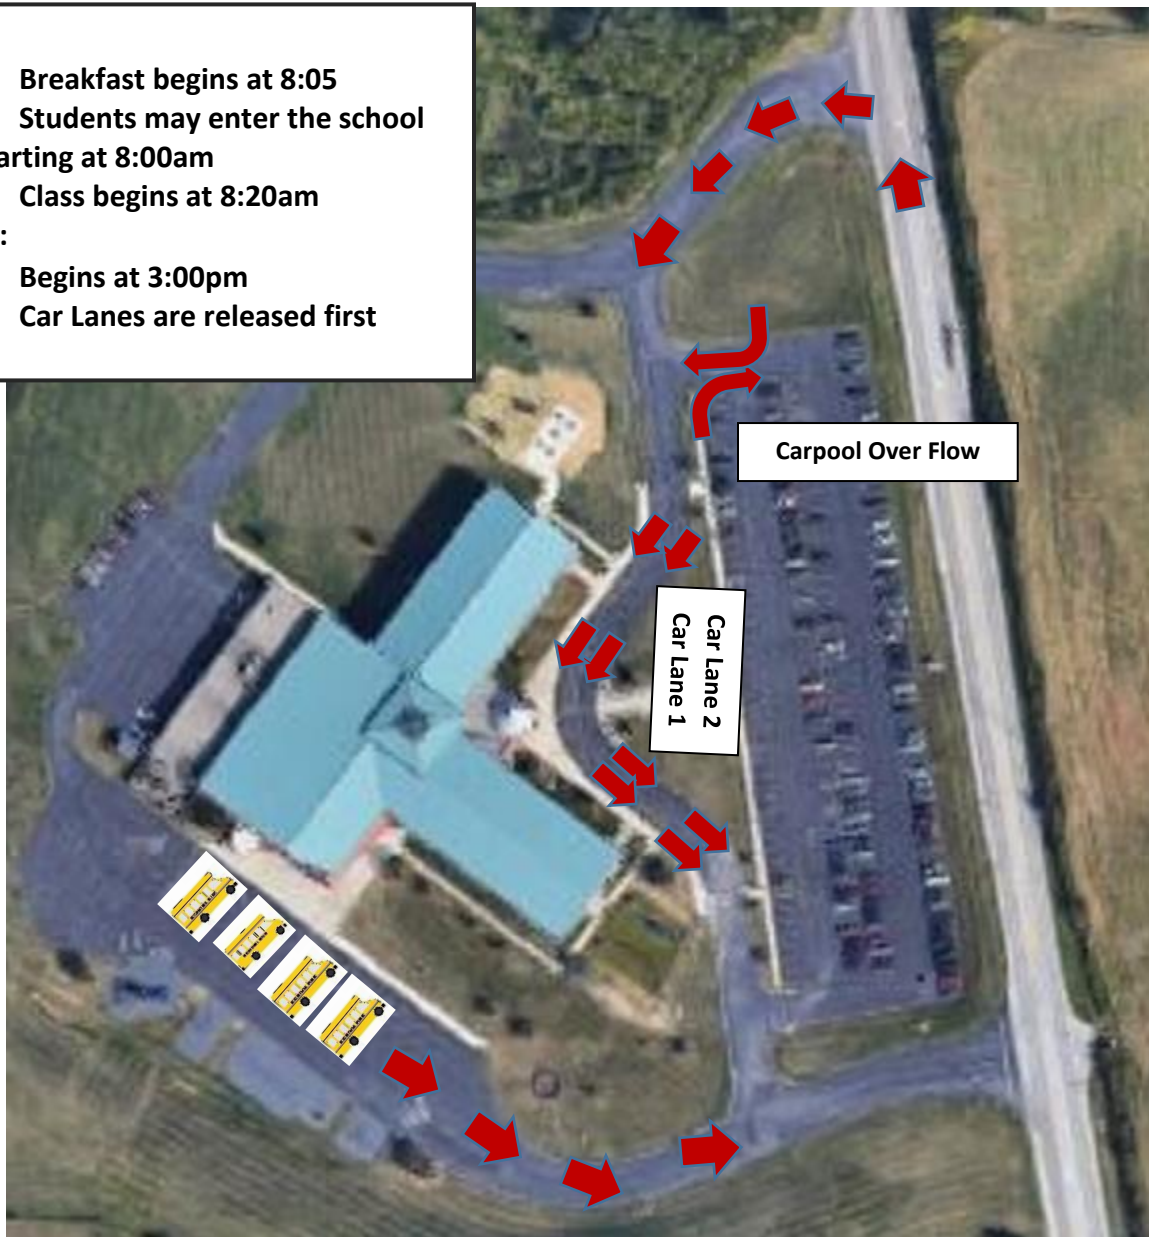 Breakfast begins at 8:05
Students may enter the school
arting at 8:00am
Class begins at 8:20am
:
Begins at 3:00pm
Car Lanes are released first
Carpool Over Flow
Car Lane 2
Car Lane 1